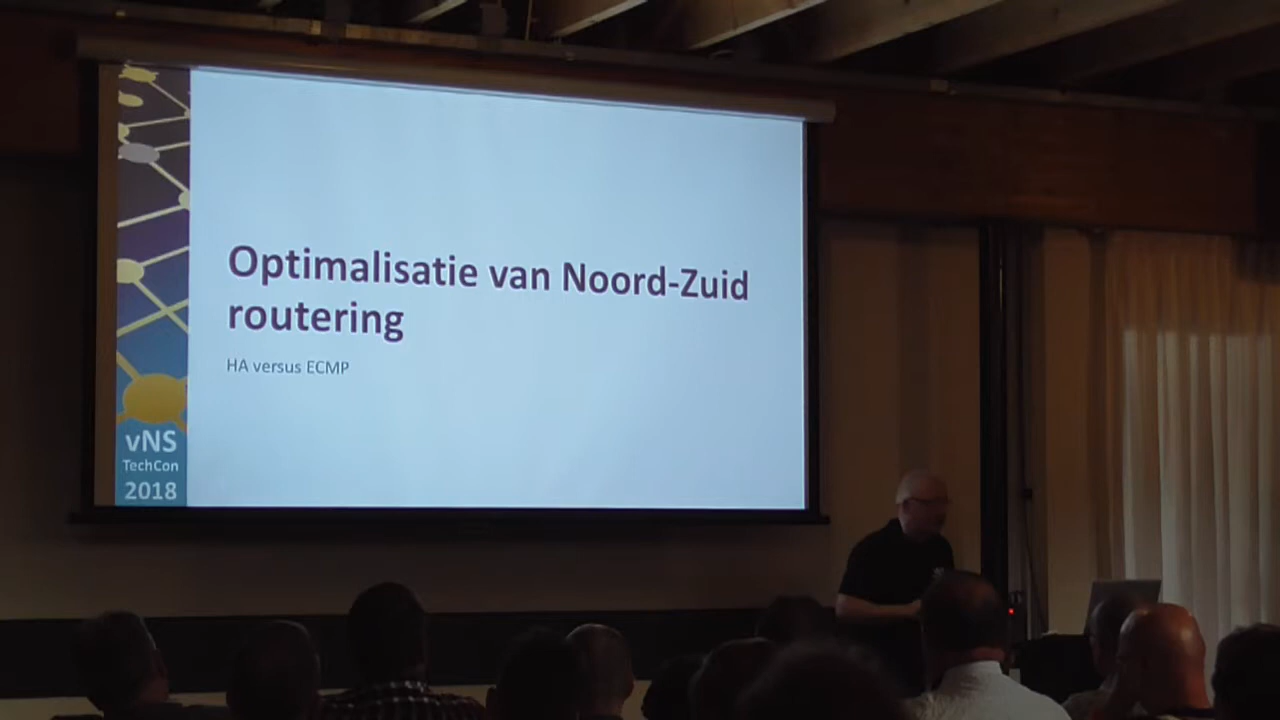 Optimalisatie van Noord-Zuid
routering
HA versus ECMP
vNS
TechCon
2018